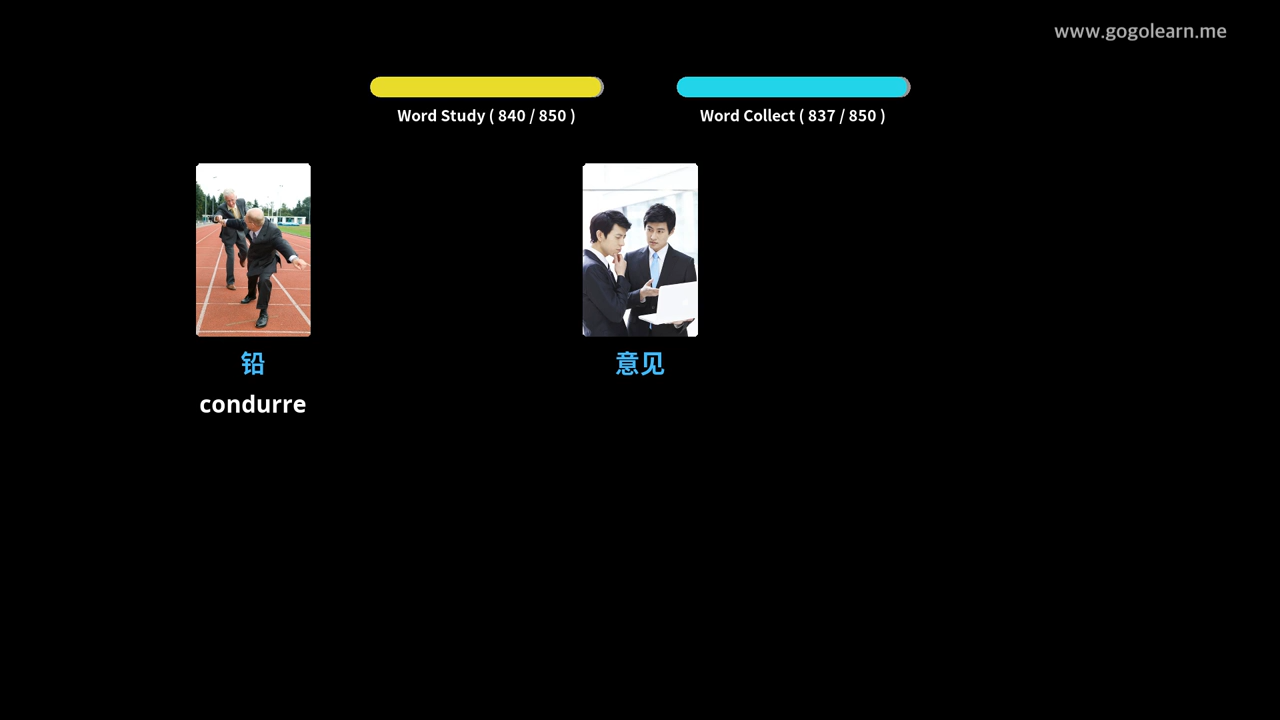 www.gogolearn.me
Word Study ( 840 / 850 )
Word Collect ( 837 / 850 )
铅
意见
condurre